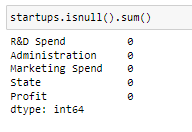 startups.isnull().sum()
R&D Spend 0
Administration 0
Marketing Spend 0
State 0
Profit 0
dtype: int64